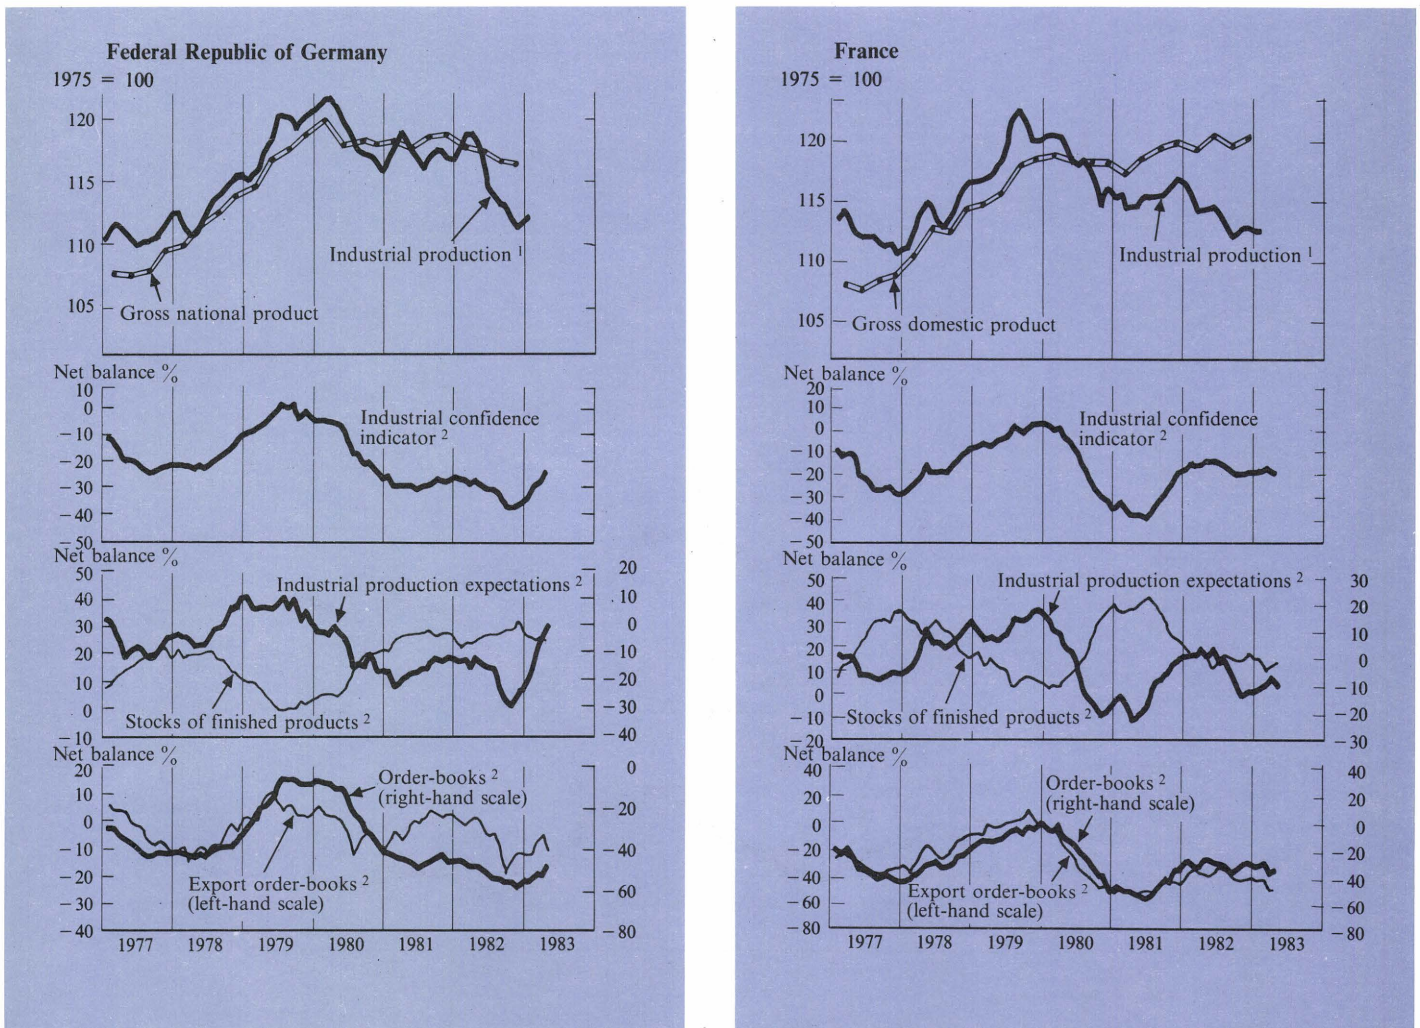 Federal Republic of Germany
1975 = 100
120
115
110
105
Industrial production 1
Gross national product
Net balance %
10
0
−10
−20
−30
−40
−50
Industrial confidence
indicator 2
Net balance %
50
40
30
20
10
0
−10
Industrial production expectations 2
Stocks of finished products 2
20
10
0
−10
−20
−30
−40
Net balance %
20
10
0
−10
−20
−30
−40
Order-books 2
(right-hand scale)
Export order-books 2
(left-hand scale)
0
−20
−40
−60
−80
1977 1978 1979 1980 1981 1982 1983
France
1975 = 100
120
115
110
105
Industrial production 1
Gross domestic product
Net balance %
20
10
0
−10
−20
−30
−40
−50
Industrial confidence
indicator 2
Net balance %
50
40
30
20
10
0
−10
−20
Industrial production expectations 2
Stocks of finished products 2
30
20
10
0
−10
−20
−30
Net balance %
40
20
0
−20
−40
−60
−80
Order-books 2
(right-hand scale)
Export order-books 2
(left-hand scale)
40
20
0
−20
−40
−60
−80
1977 1978 1979 1980 1981 1982 1983